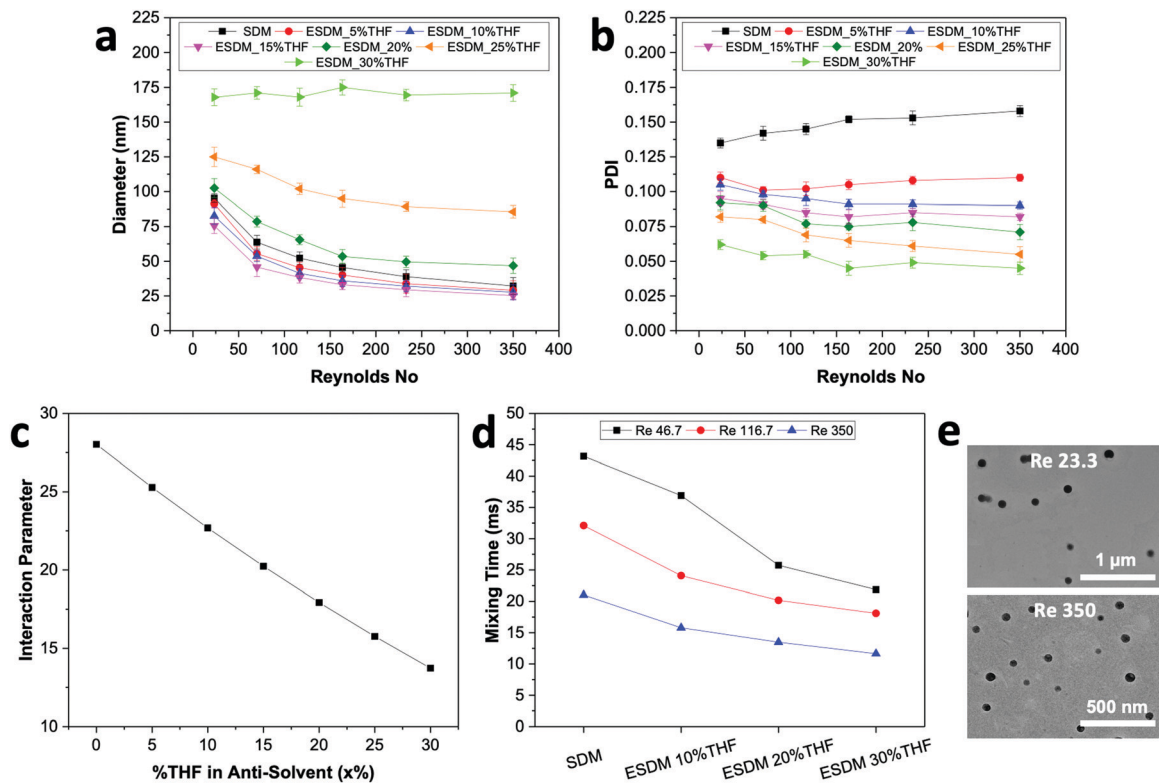 a
SDM ESDM_5%THF ESDM_10%THF
ESDM_15%THF ESDM_20% ESDM_25%THF
ESDM_30%THF
Diameter (nm)
225
200
175
150
125
100
75
50
25
0
0 50 100 150 200 250 300 350 400
Reynolds No
b
SDM ESDM_5%THF ESDM_10%THF
ESDM_15%THF ESDM_20% ESDM_25%THF
ESDM_30%THF
PDI
0.225
0.200
0.175
0.150
0.125
0.100
0.075
0.050
0.025
0.000
0 50 100 150 200 250 300 350 400
Reynolds No
c
Interaction Parameter
30
25
20
15
10
0 5 10 15 20 25 30
%THF in Anti-Solvent (x%)
d
Re 46.7 Re 116.7 Re 350
Mixing Time (ms)
50
45
40
35
30
25
20
15
10
5
0
SDM ESDM 10%THF ESDM 20%THF ESDM 30%THF
e
Re 23.3
1 µm
Re 350
500 nm